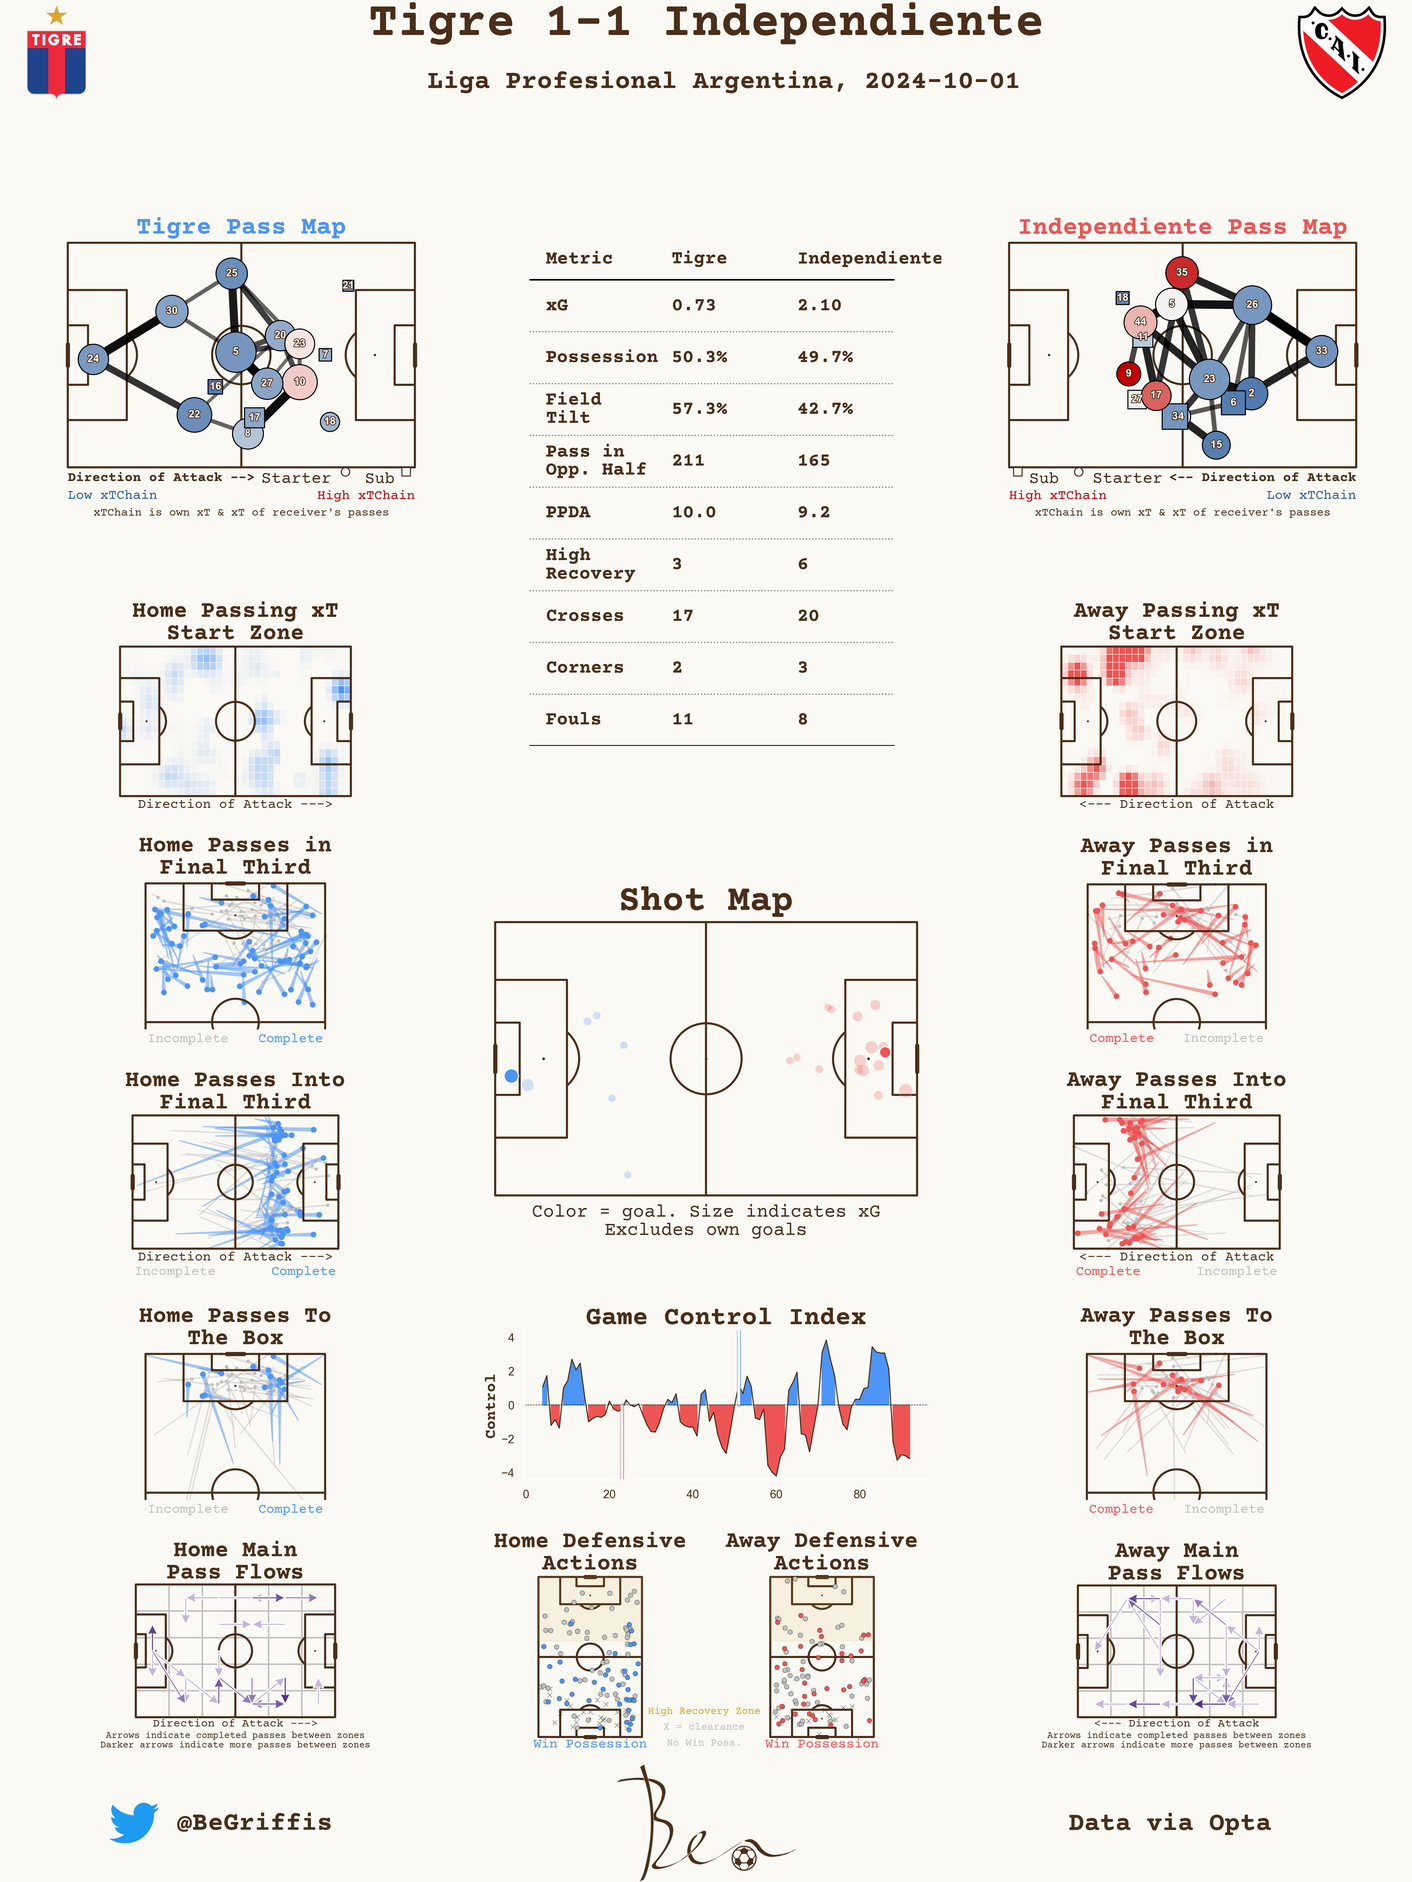 Tigre 1-1 Independiente
Liga Profesional Argentina, 2024-10-01
TIGRE
C.A.I.
Tigre Pass Map
25
21
30
20
23
5
7
24
27
10
16
22
17
18
8
Direction of Attack --> Starter Sub
Low xTChain High xTChain
xTChain is own xT & xT of receiver's passes
Metric Tigre Independiente
xG 0.73 2.10
Possession 50.3% 49.7%
Field
Tilt 57.3% 42.7%
Pass in
Opp. Half 211 165
PPDA 10.0 9.2
High
Recovery 3 6
Crosses 17 20
Corners 2 3
Fouls 11 8
Independiente Pass Map
35
18
5
26
44
11
33
9
23
27
17
2
6
34
15
Sub Starter <-- Direction of Attack
High xTChain Low xTChain
xTChain is own xT & xT of receiver's passes
Home Passing xT
Start Zone
Direction of Attack --->
Away Passing xT
Start Zone
<--- Direction of Attack
Home Passes in
Final Third
Incomplete Complete
Away Passes in
Final Third
Complete Incomplete
Shot Map
Color = goal. Size indicates xG
Excludes own goals
Home Passes Into
Final Third
Direction of Attack --->
Incomplete Complete
Away Passes Into
Final Third
<--- Direction of Attack
Complete Incomplete
Home Passes To
The Box
Incomplete Complete
Game Control Index
Control
4
2
0
−2
−4
0 20 40 60 80
Away Passes To
The Box
Complete Incomplete
Home Main
Pass Flows
Direction of Attack --->
Arrows indicate completed passes between zones
Darker arrows indicate more passes between zones
Home Defensive
Actions
Win Possession
Away Defensive
Actions
Win Possession
High Recovery Zone
X = clearance
No Win Poss.
Away Main
Pass Flows
<--- Direction of Attack
Arrows indicate completed passes between zones
Darker arrows indicate more passes between zones
@BeGriffis
Ben
Data via Opta